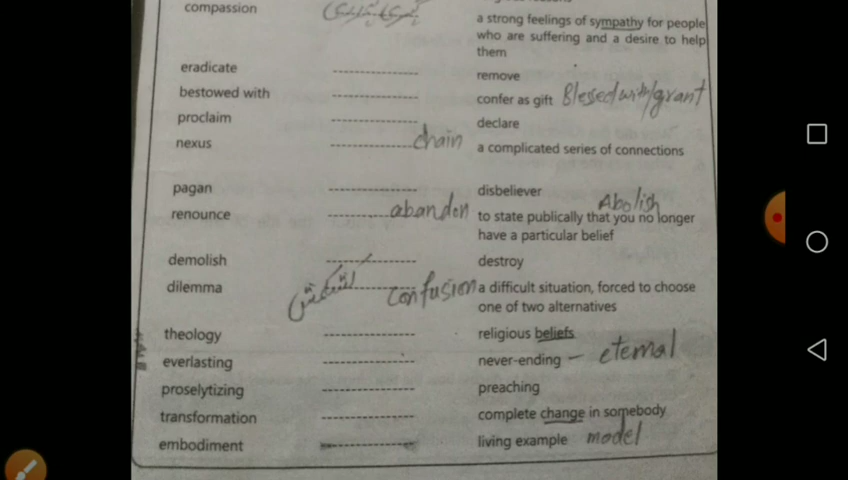 compassion a strong feelings of sympathy for people
who are suffering and a desire to help
them
eradicate ---------------- remove
bestowed with ---------------- confer as gift Blessed with/grant
proclaim ---------------- declare
nexus ---------------- chain a complicated series of connections
pagan ---------------- disbeliever
Abolish
renounce ---------------- abandon to state publically that you no longer
have a particular belief
demolish ---------------- destroy
dilemma کشمکش ---------------- confusion a difficult situation, forced to choose
one of two alternatives
theology ---------------- religious beliefs
everlasting ---------------- never-ending – eternal
proselytizing ---------------- preaching
transformation ---------------- complete change in somebody
embodiment ---------------- living example model